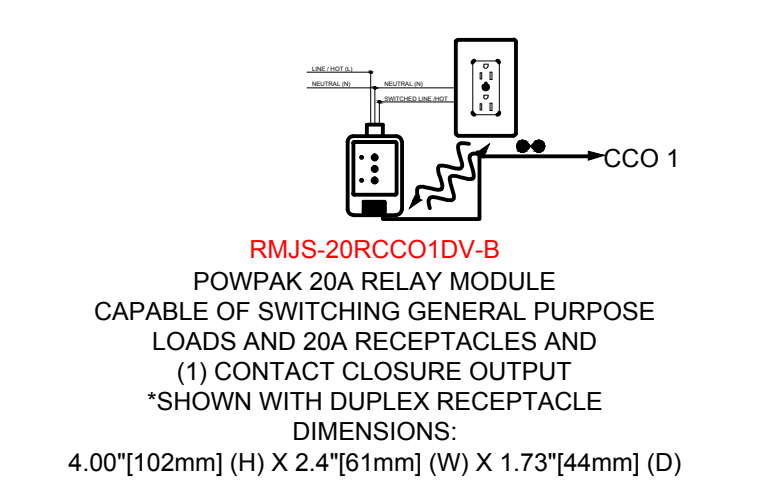 LINE / HOT (L)
NEUTRAL (N) NEUTRAL (N)
SWITCHED LINE /HOT
CCO 1
RMJS-20RCCO1DV-B
POWPAK 20A RELAY MODULE
CAPABLE OF SWITCHING GENERAL PURPOSE
LOADS AND 20A RECEPTACLES AND
(1) CONTACT CLOSURE OUTPUT
*SHOWN WITH DUPLEX RECEPTACLE
DIMENSIONS:
4.00"[102mm] (H) X 2.4"[61mm] (W) X 1.73"[44mm] (D)